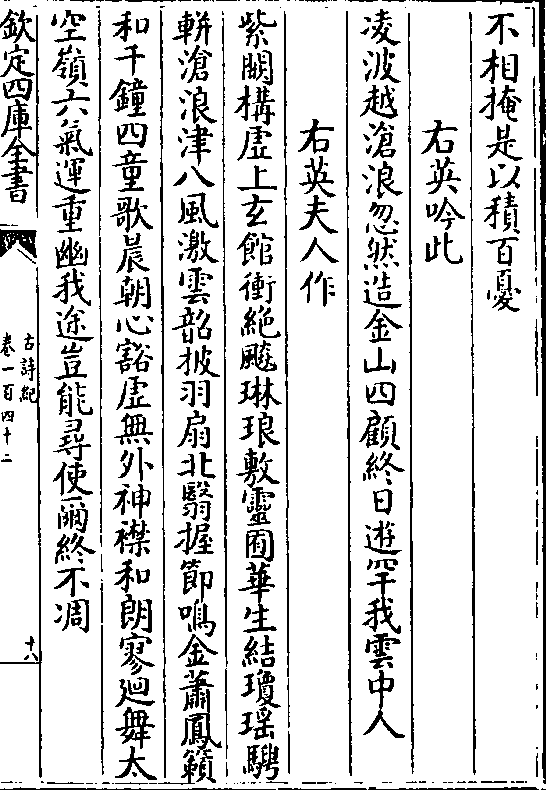 不相掩是以積百憂
右英吟此
凌波越滄浪忽然造金山四顧終日遊罕我雲中人
右英夫人作
紫闕構虛上玄館衝絶飈琳琅敷靈囿華生結瓊瑶騁
軿滄浪津八風激雲韶披羽扇北翳握節鳴金蕭鳳籟
和千鐘四童歌晨朝心豁虛無外神襟和朗寥廻舞太
空嶺六氣運重幽我途豈能尋使爾終不凋
欽定四庫全書
古詩紀
卷一百四十二
十八